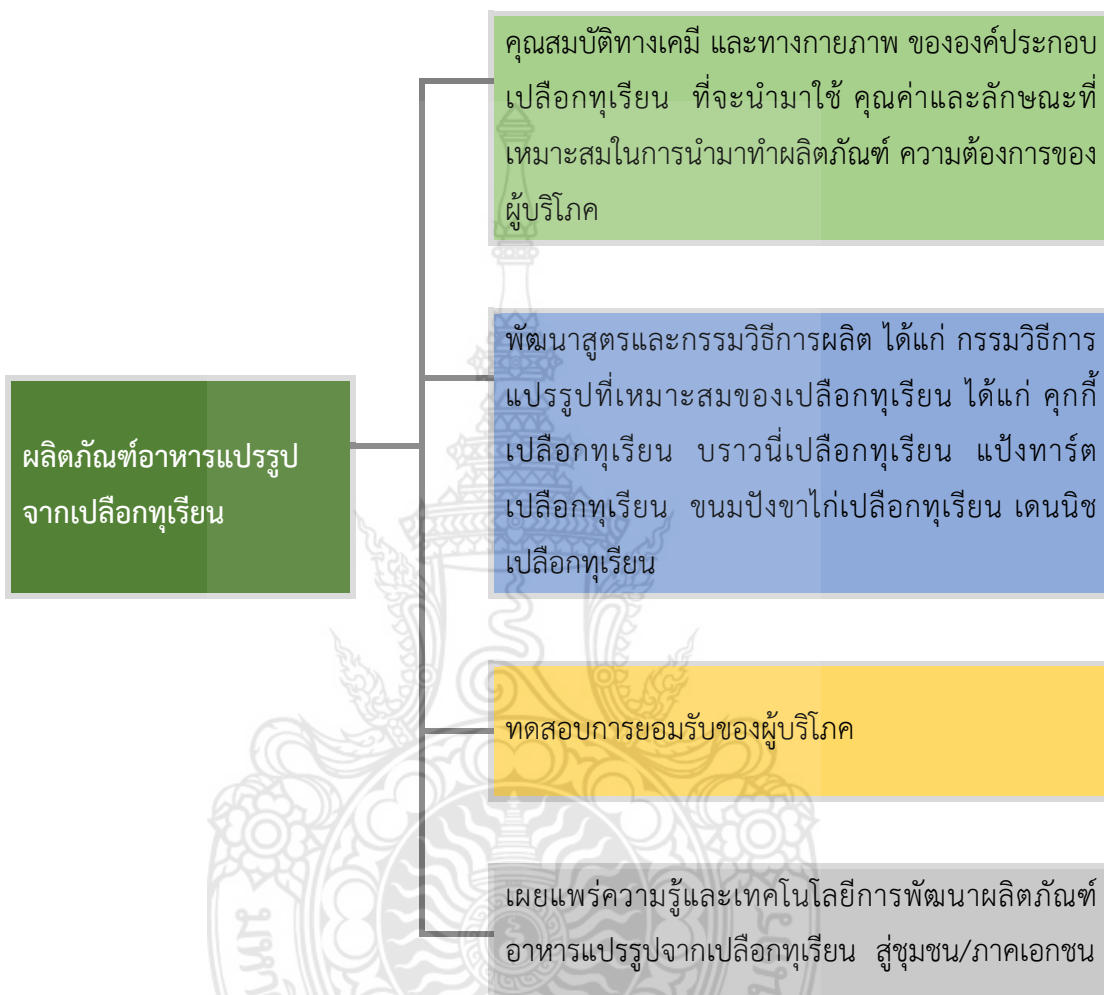 คุณสมบัติทางเคมี และทางกายภาพ ขององค์ประกอบ
เปลือกทุเรียน ที่จะนำมาใช้ คุณค่าและลักษณะที่
เหมาะสมในการนำมาทำผลิตภัณฑ์ ความต้องการของ
ผู้บริโภค
พัฒนาสูตรและกรรมวิธีการผลิต ได้แก่ กรรมวิธีการ
แปรรูปที่เหมาะสมของเปลือกทุเรียน ได้แก่ คุกกี้
เปลือกทุเรียน บราวนี่เปลือกทุเรียน แป้งทาร์ต
เปลือกทุเรียน ขนมปังขาไก่เปลือกทุเรียน เดนนิช
เปลือกทุเรียน
ผลิตภัณฑ์อาหารแปรรูป
จากเปลือกทุเรียน
ทดสอบการยอมรับของผู้บริโภค
เผยแพร่ความรู้และเทคโนโลยีการพัฒนาผลิตภัณฑ์
อาหารแปรรูปจากเปลือกทุเรียน สู่ชุมชน/ภาคเอกชน